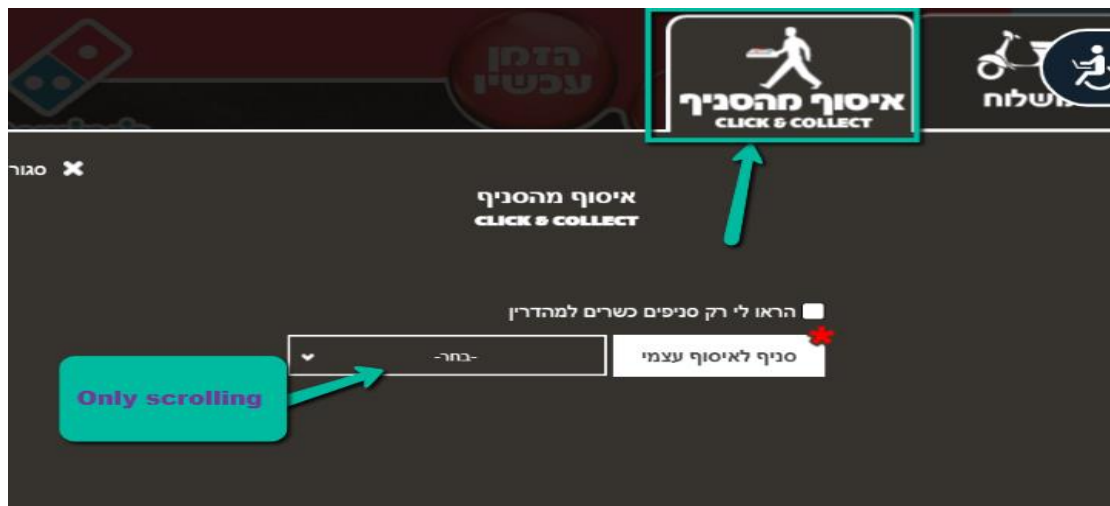 הזמן
עכשיו
איסוף מהסניף
CLICK & COLLECT
משלוח
סגור
איסוף מהסניף
CLICK & COLLECT
הראו לי רק סניפים כשרים למהדרין
סניף לאיסוף עצמי
-בחר-
Only scrolling